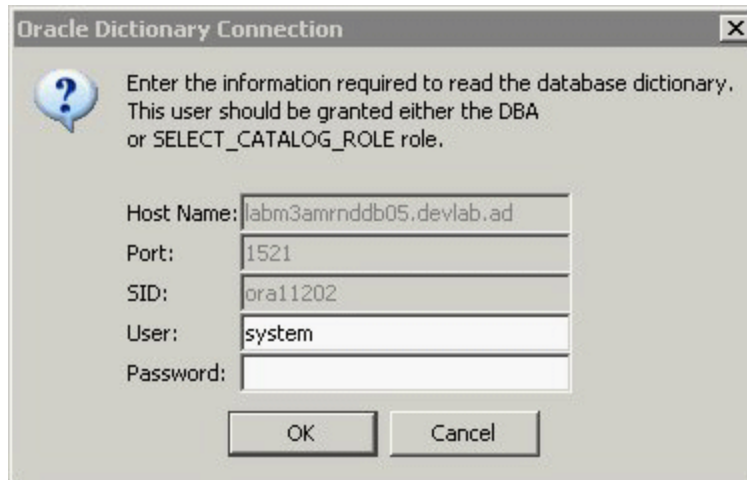 Oracle Dictionary Connection
Enter the information required to read the database dictionary.
This user should be granted either the DBA
or SELECT_CATALOG_ROLE role.
Host Name: labm3amrnddb05.devlab.ad
Port: 1521
SID: ora11202
User: system
Password:
OK Cancel